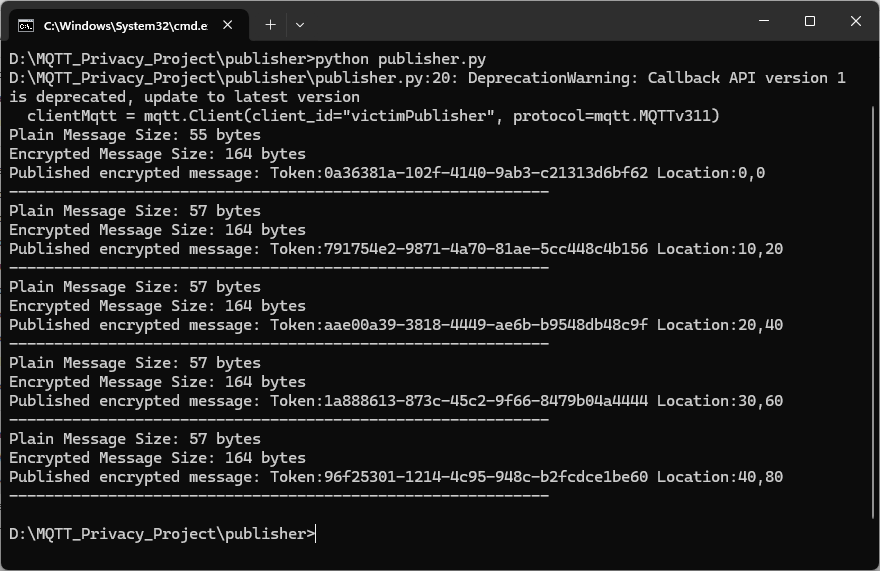 C:\Windows\System32\cmd.e
D:\MQTT_Privacy_Project\publisher>python publisher.py
D:\MQTT_Privacy_Project\publisher\publisher.py:20: DeprecationWarning: Callback API version 1
is deprecated, update to latest version
clientMqtt = mqtt.Client(client_id="victimPublisher", protocol=mqtt.MQTTv311)
Plain Message Size: 55 bytes
Encrypted Message Size: 164 bytes
Published encrypted message: Token:0a36381a-102f-4140-9ab3-c21313d6bf62 Location:0,0
------------------------------------------------------------
Plain Message Size: 57 bytes
Encrypted Message Size: 164 bytes
Published encrypted message: Token:791754e2-9871-4a70-81ae-5cc448c4b156 Location:10,20
------------------------------------------------------------
Plain Message Size: 57 bytes
Encrypted Message Size: 164 bytes
Published encrypted message: Token:aae00a39-3818-4449-ae6b-b9548db48c9f Location:20,40
------------------------------------------------------------
Plain Message Size: 57 bytes
Encrypted Message Size: 164 bytes
Published encrypted message: Token:1a888613-873c-45c2-9f66-8479b04a4444 Location:30,60
------------------------------------------------------------
Plain Message Size: 57 bytes
Encrypted Message Size: 164 bytes
Published encrypted message: Token:96f25301-1214-4c95-948c-b2fcdce1be60 Location:40,80
------------------------------------------------------------
D:\MQTT_Privacy_Project\publisher>